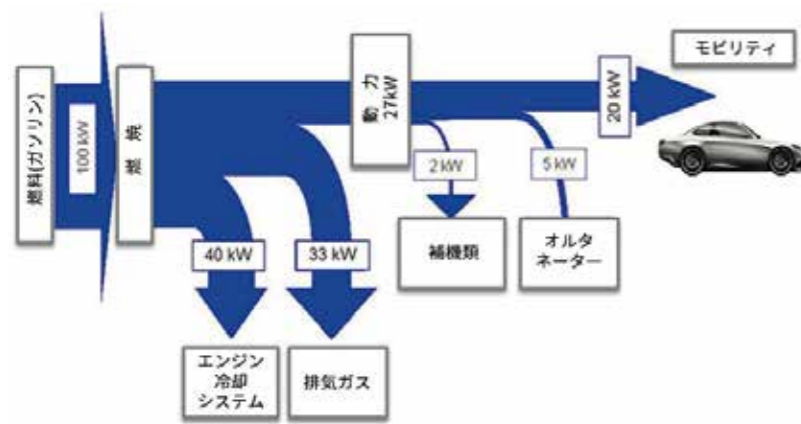 燃料(ガソリン)
100 kW
燃焼
動力
27kW
20 kW
モビリティ
2 kW
5 kW
40 kW
33 kW
補機類
オルタ
ネーター
エンジン
冷却
システム
排気ガス